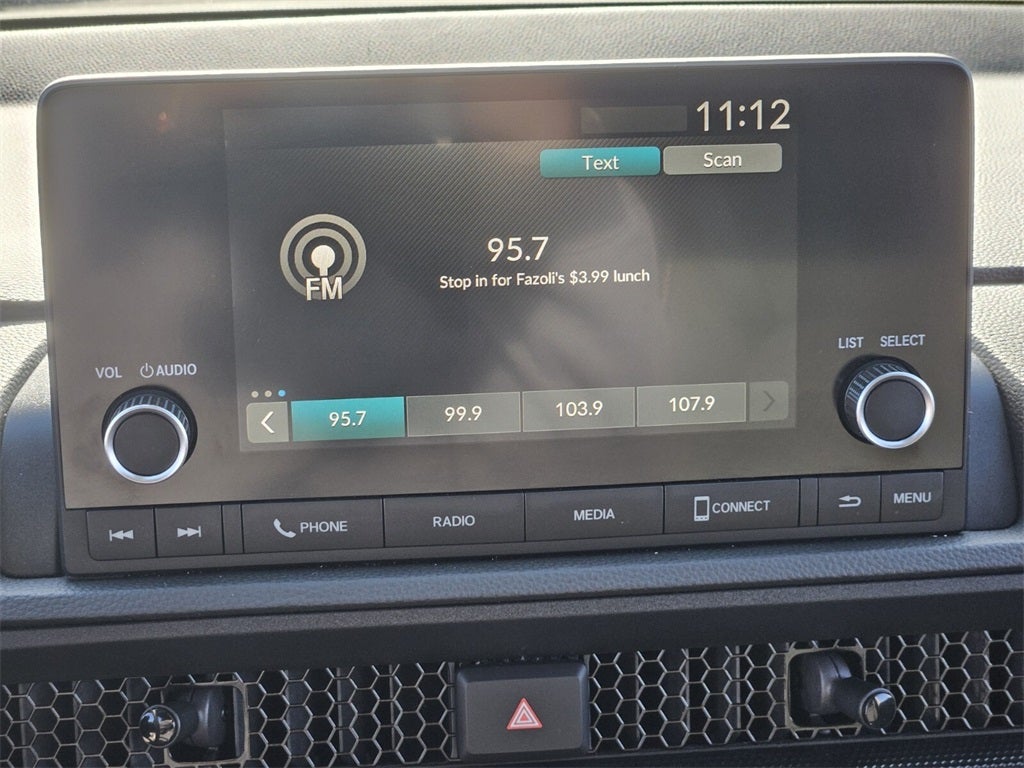 11:12
Text Scan
95.7
Stop in for Fazoli's $3.99 lunch
FM
LIST SELECT
VOL AUDIO
95.7 99.9 103.9 107.9
PHONE RADIO MEDIA CONNECT MENU